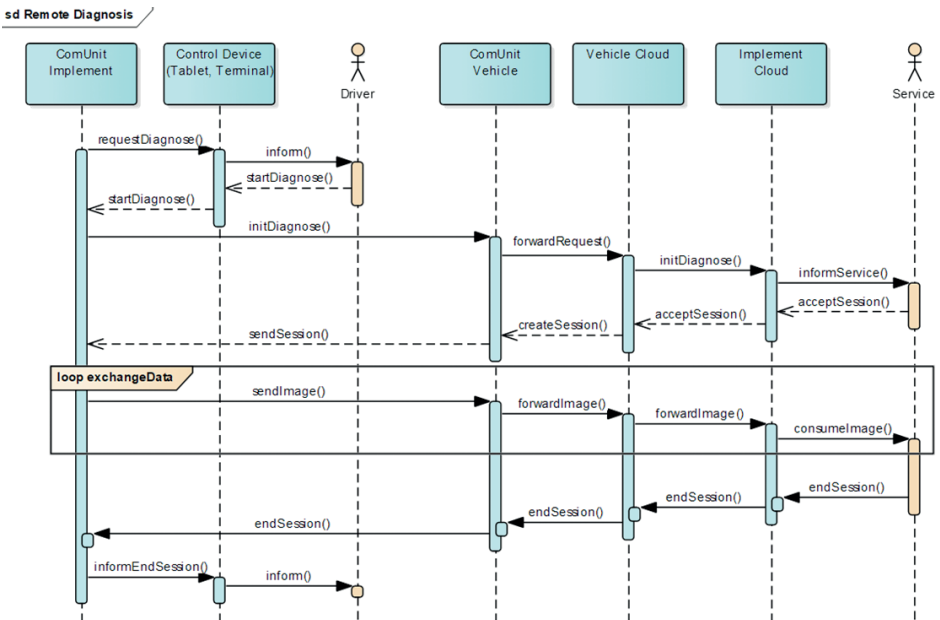 sd Remote Diagnosis
ComUnit
Implement
Control Device
(Tablet, Terminal)
Driver
ComUnit
Vehicle
Vehicle Cloud
Implement
Cloud
Service
requestDiagnose()
inform()
startDiagnose()
startDiagnose()
initDiagnose()
forwardRequest()
initDiagnose()
informService()
acceptSession()
acceptSession()
createSession()
sendSession()
loop exchangeData
sendImage()
forwardImage()
forwardImage()
consumeImage()
endSession()
endSession()
endSession()
endSession()
informEndSession()
inform()